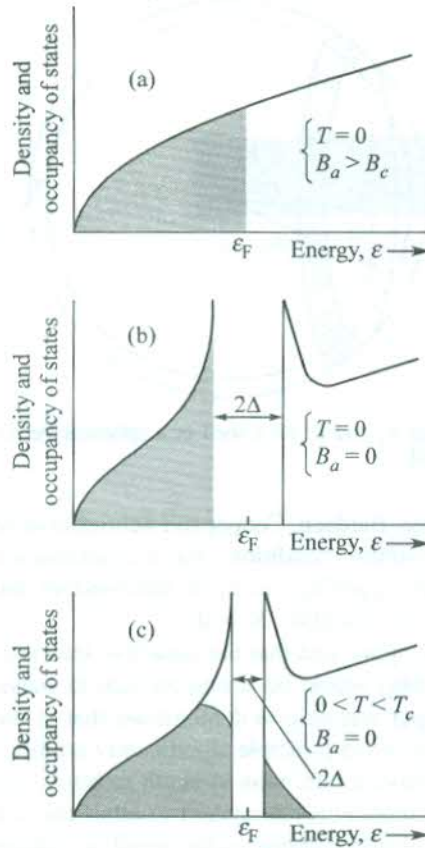 Density and
occupancy of states
(a)
T = 0
B_a > B_c
ε_F
Energy, ε →
Density and
occupancy of states
(b)
2Δ
T = 0
B_a = 0
ε_F
Energy, ε →
Density and
occupancy of states
(c)
0 < T < T_c
B_a = 0
2Δ
ε_F
Energy, ε →